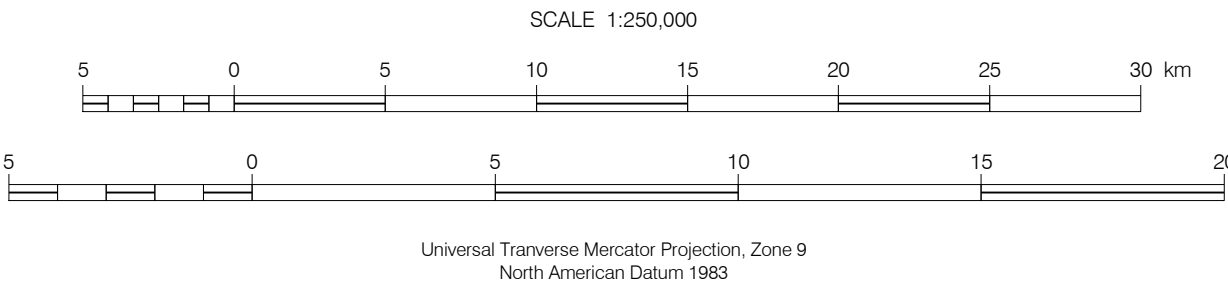 SCALE 1:250,000
5 0 5 10 15 20 25 30 km
5 0 5 10 15 20
Universal Tranverse Mercator Projection, Zone 9
North American Datum 1983